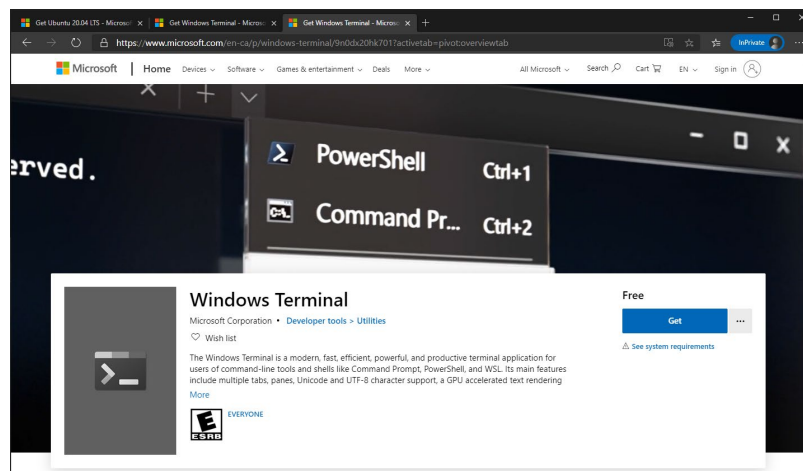 Get Ubuntu 20.04 LTS - Microsof
Get Windows Terminal - Microso
Get Windows Terminal - Microso
https://www.microsoft.com/en-ca/p/windows-terminal/9n0dx20hk701?activetab=pivot:overviewtab
InPrivate
Microsoft
Home
Devices
Software
Games & entertainment
Deals
More
All Microsoft
Search
Cart
EN
Sign in
erved.
PowerShell Ctrl+1
Command Pr... Ctrl+2
Windows Terminal
Microsoft Corporation • Developer tools > Utilities
Wish list
The Windows Terminal is a modern, fast, efficient, powerful, and productive terminal application for
users of command-line tools and shells like Command Prompt, PowerShell, and WSL. Its main features
include multiple tabs, panes, Unicode and UTF-8 character support, a GPU accelerated text rendering
More
E
ESRB
EVERYONE
Free
Get
...
See system requirements